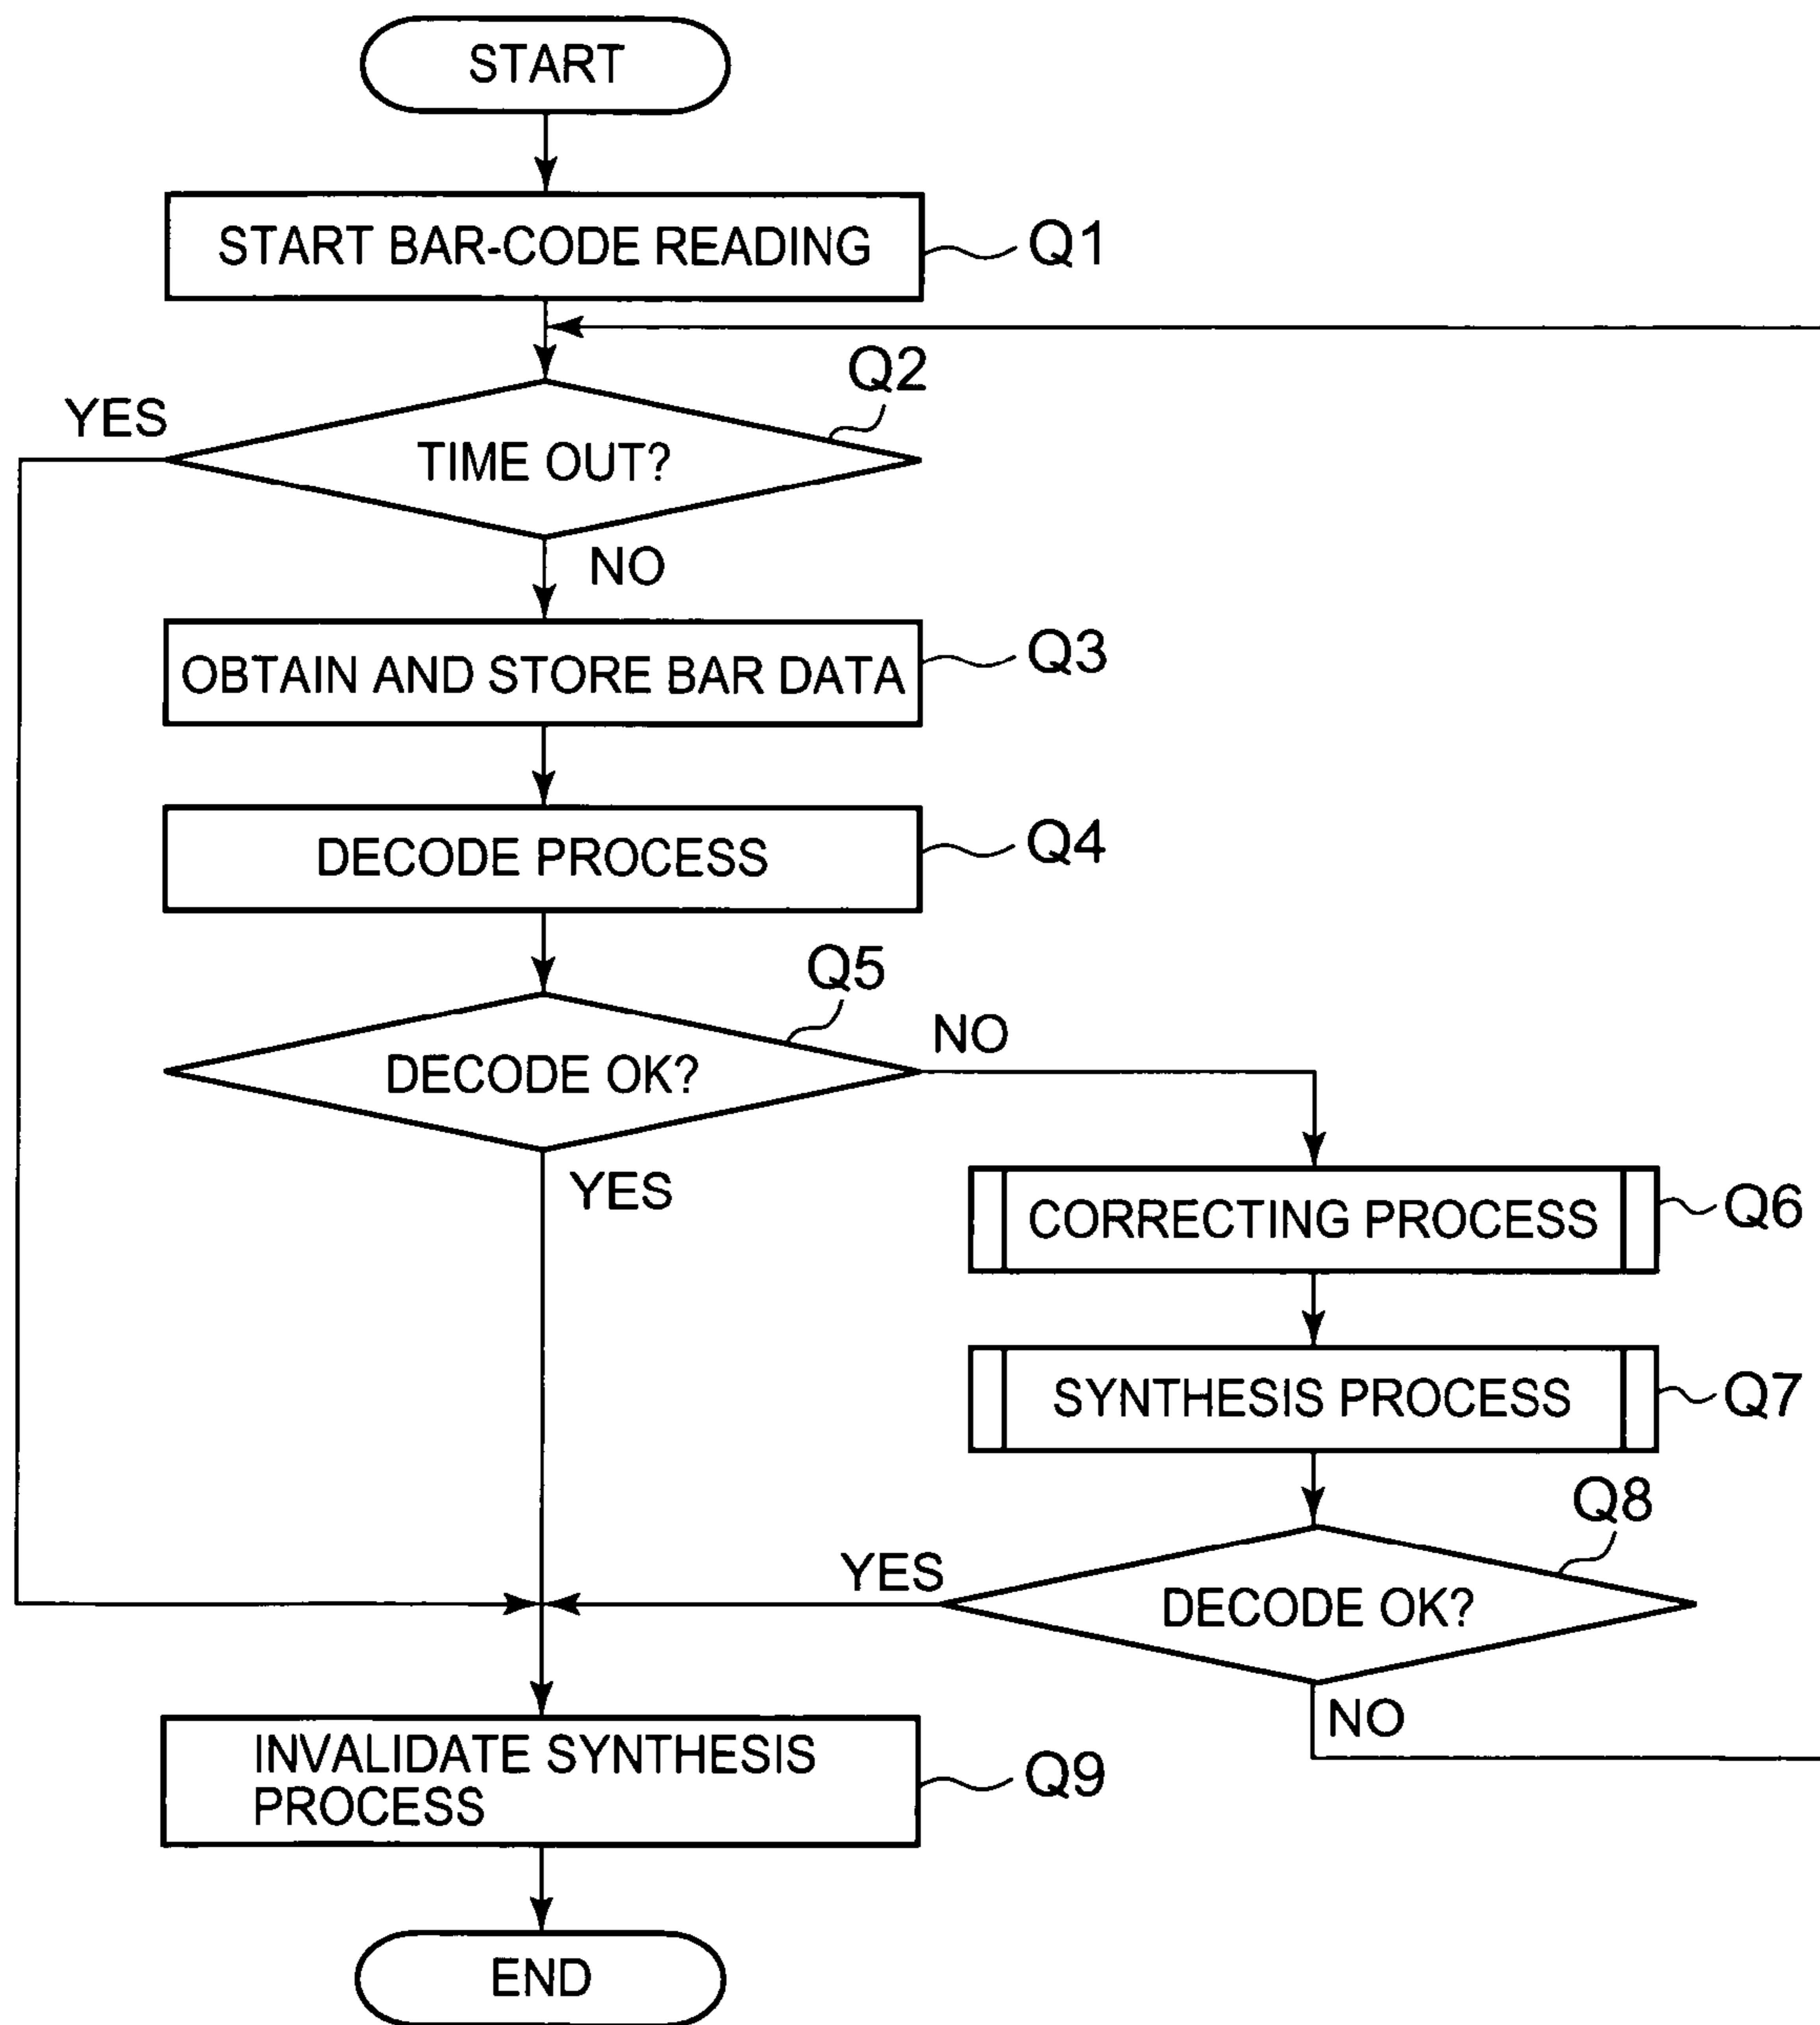 START
START BAR-CODE READING
Q1
Q2
YES
TIME OUT?
NO
OBTAIN AND STORE BAR DATA
Q3
DECODE PROCESS
Q4
Q5
DECODE OK?
NO
YES
CORRECTING PROCESS
Q6
SYNTHESIS PROCESS
Q7
Q8
YES
DECODE OK?
NO
INVALIDATE SYNTHESIS
PROCESS
Q9
END